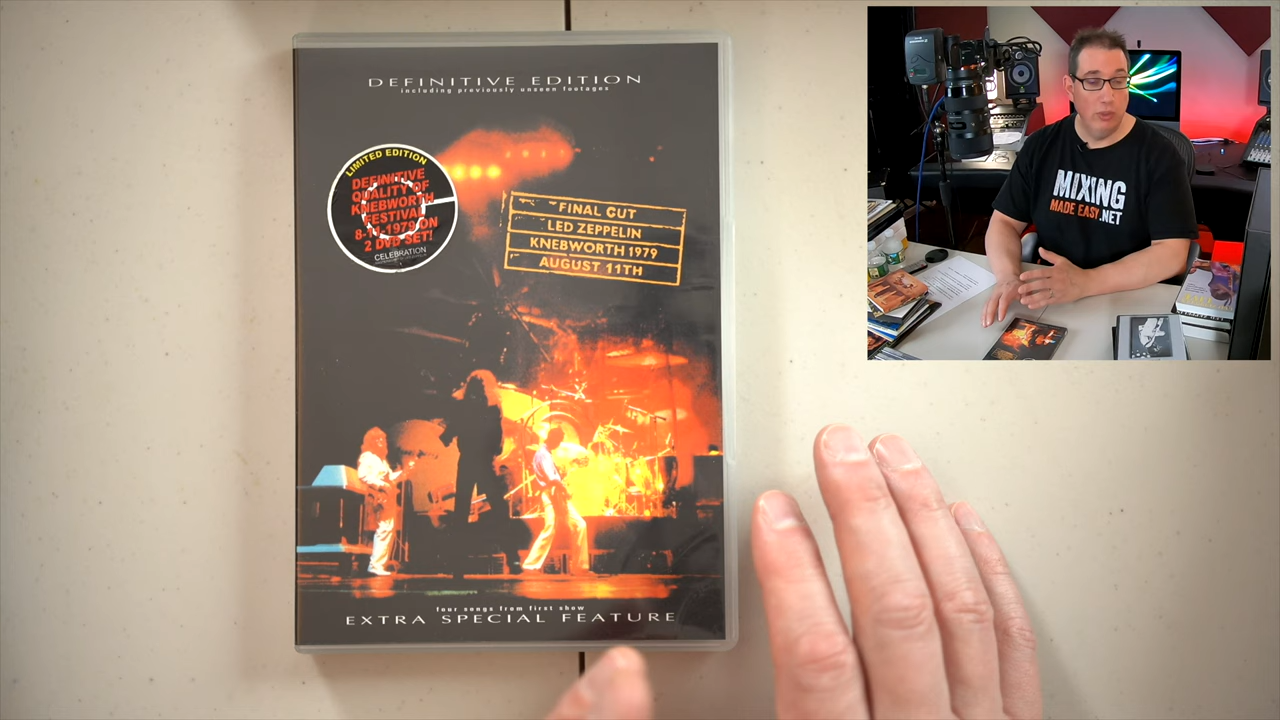 DEFINITIVE EDITION
including previously unseen footages
LIMITED EDITION
DEFINITIVE
QUALITY OF
KNEBWORTH
FESTIVAL
8-11-1979 ON
2 DVD SET!
CELEBRATION
FINAL CUT
LED ZEPPELIN
KNEBWORTH 1979
AUGUST 11TH
four songs from first show
EXTRA SPECIAL FEATURE
MIXING
MADE EASY.NET